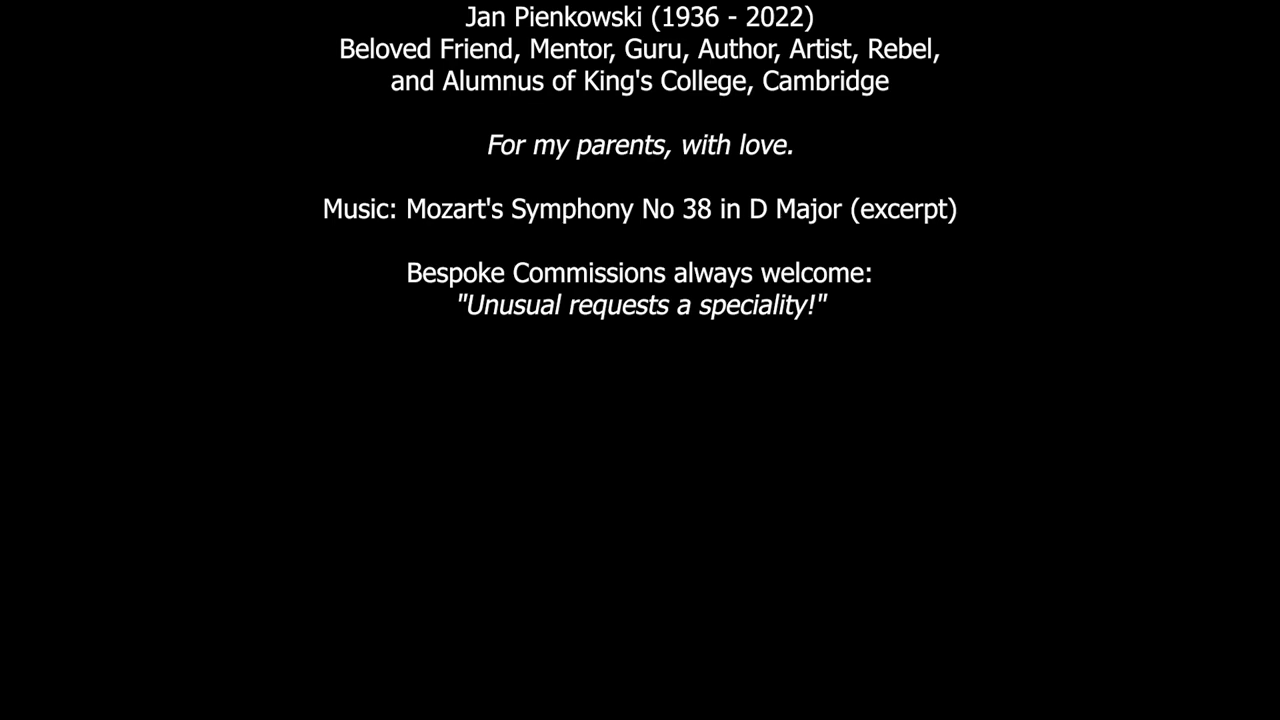 Jan Pienkowski (1936 - 2022)
Beloved Friend, Mentor, Guru, Author, Artist, Rebel,
and Alumnus of King's College, Cambridge
For my parents, with love.
Music: Mozart's Symphony No 38 in D Major (excerpt)
Bespoke Commissions always welcome:
"Unusual requests a speciality!"